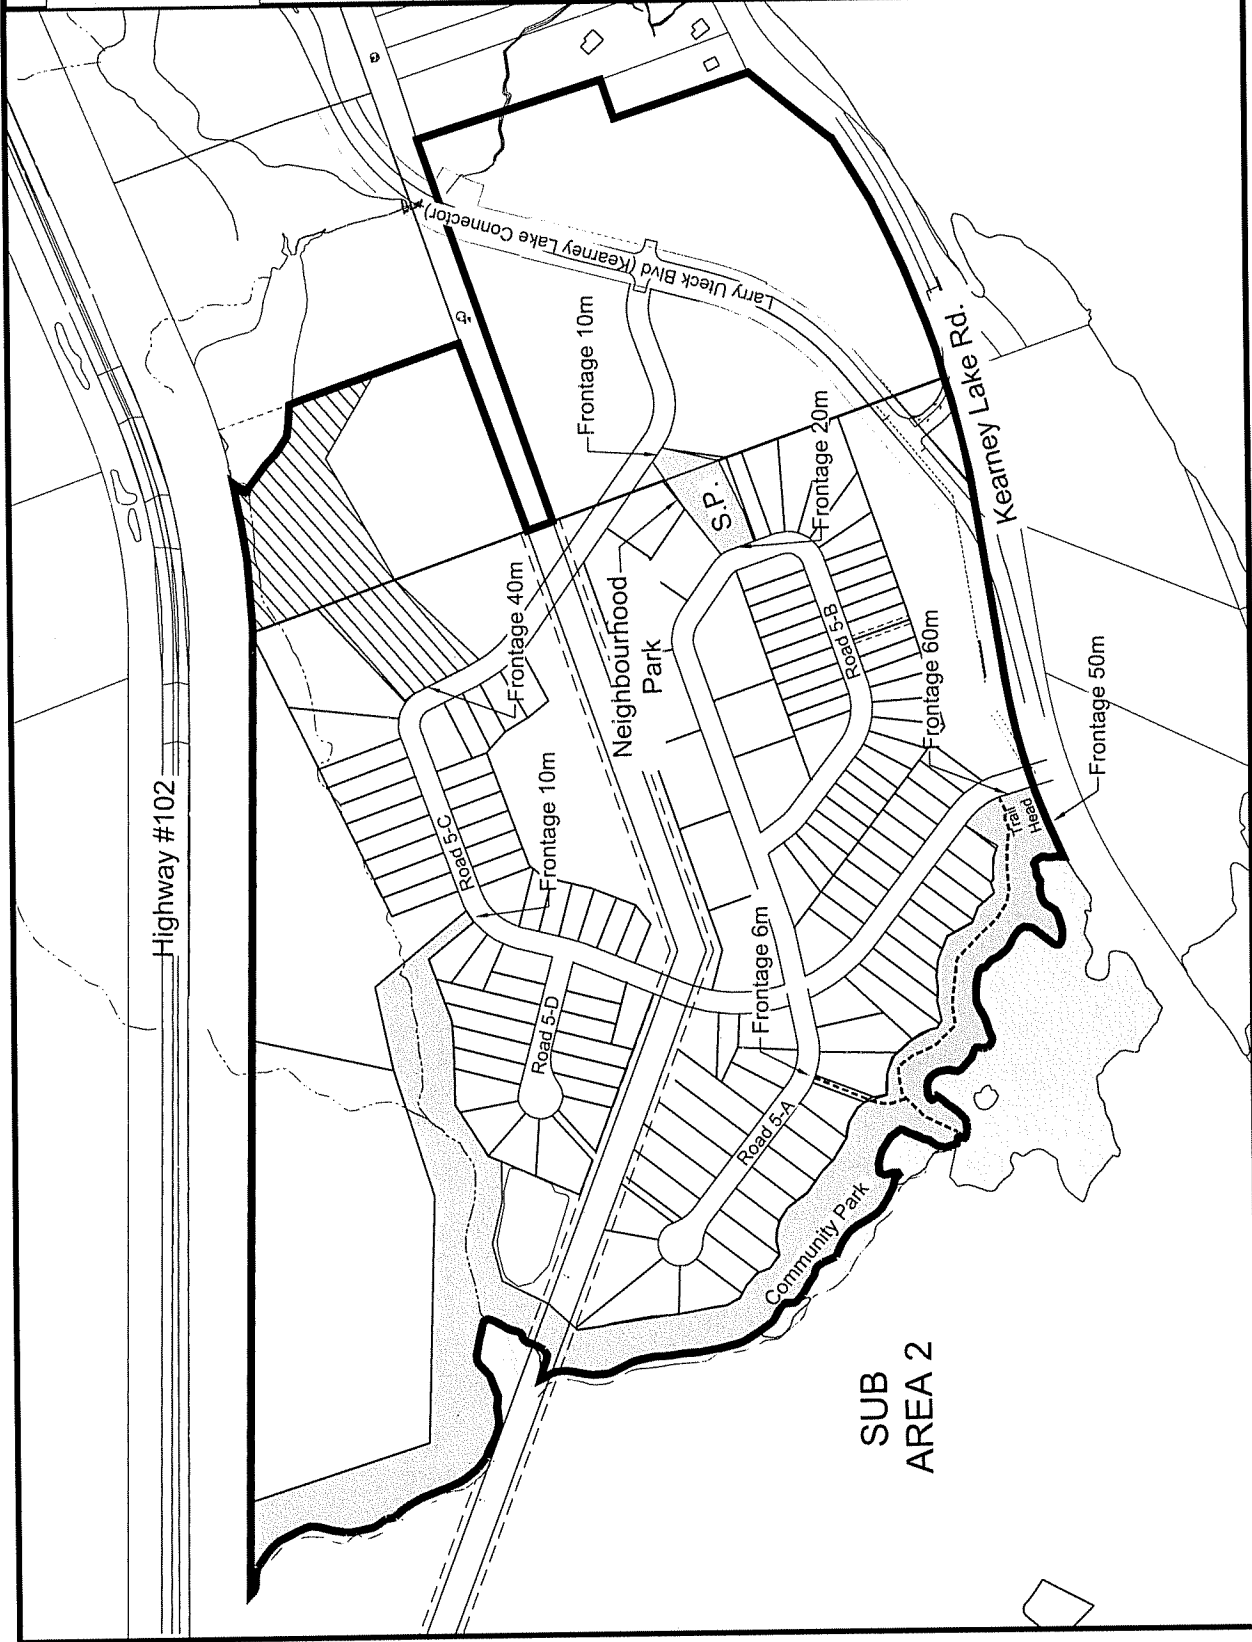 Highway #102
Larry Uteck Blvd (Kearney Lake Connector)
Frontage 10m
Kearney Lake Rd.
Frontage 20m
S.P.
Frontage 40m
Neighbourhood
Park
Road 5-B
Frontage 60m
Frontage 50m
Road 5-C
Frontage 10m
Trail
Head
Frontage 6m
Road 5-D
Road 5-A
Community Park
SUB
AREA 2